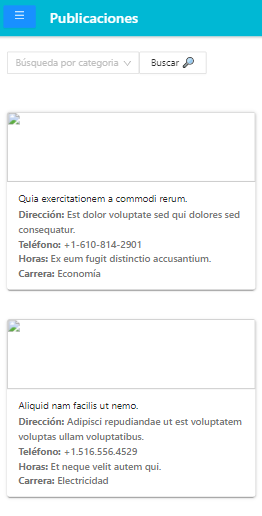 Publicaciones
Búsqueda por categoria
Buscar 🔎
Quia exercitationem a commodi rerum.
Dirección: Est dolor voluptate sed qui dolores sed
consequatur.
Teléfono: +1-610-814-2901
Horas: Ex eum fugit distinctio accusantium.
Carrera: Economía
Aliquid nam facilis ut nemo.
Dirección: Adipisci repudiandae ut est voluptatem
voluptas ullam voluptatibus.
Teléfono: +1.516.556.4529
Horas: Et neque velit autem qui.
Carrera: Electricidad